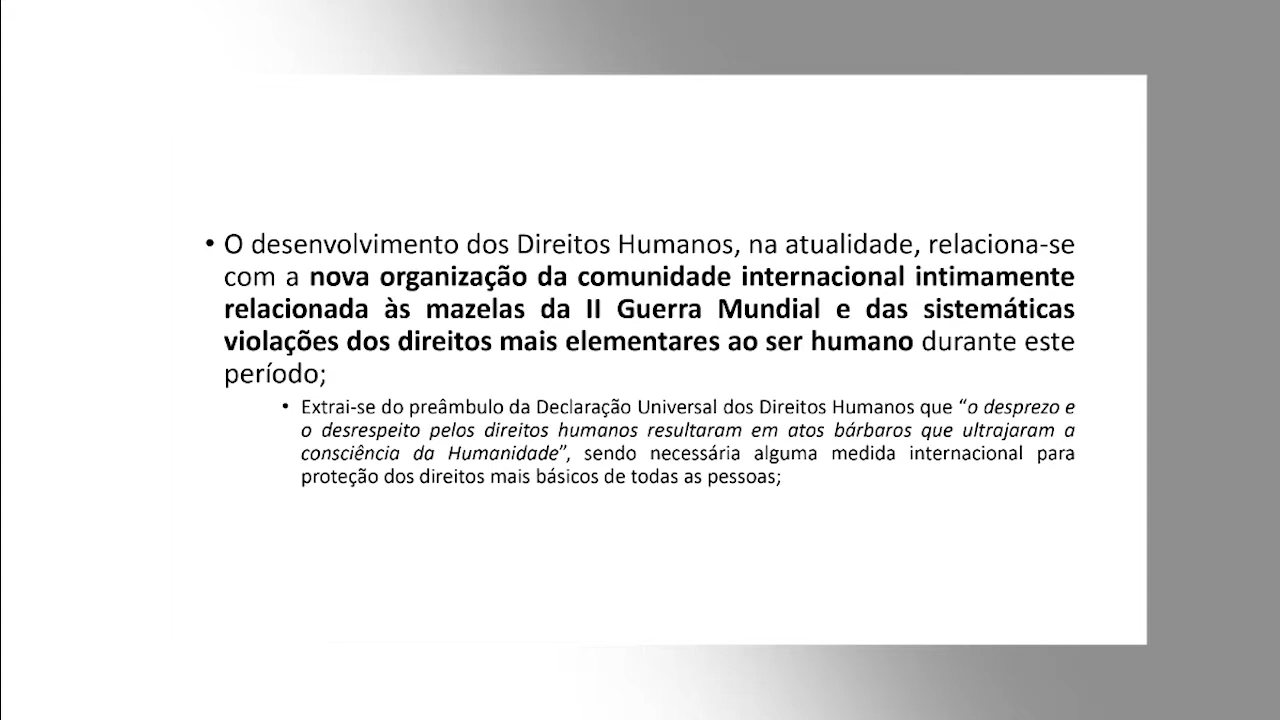 • O desenvolvimento dos Direitos Humanos, na atualidade, relaciona-se
com a nova organização da comunidade internacional intimamente
relacionada às mazelas da II Guerra Mundial e das sistemáticas
violações dos direitos mais elementares ao ser humano durante este
período;
• Extrai-se do preâmbulo da Declaração Universal dos Direitos Humanos que “o desprezo e
o desrespeito pelos direitos humanos resultaram em atos bárbaros que ultrajaram a
consciência da Humanidade”, sendo necessária alguma medida internacional para
proteção dos direitos mais básicos de todas as pessoas;